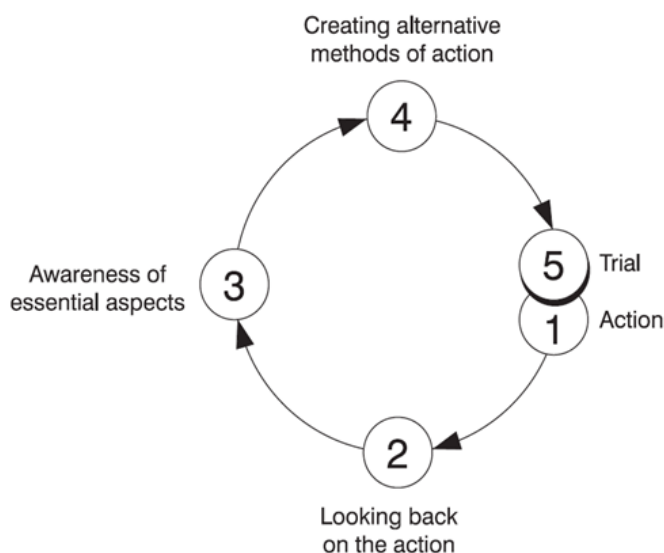 Creating alternative
methods of action
4
5
Trial
Awareness of
essential aspects
3
1
Action
2
Looking back
on the action